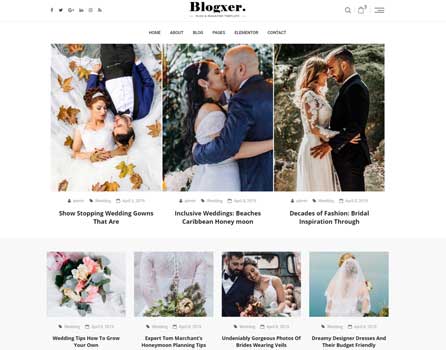 Blogxer.
BLOG & MAGAZINE TEMPLATE
HOME ABOUT BLOG PAGES ELEMENTOR CONTACT
admin Wedding April 3, 2019
Show Stopping Wedding Gowns
That Are
admin Wedding April 8, 2019
Inclusive Weddings: Beaches
Caribbean Honey moon
admin Wedding April 8, 2019
Decades of Fashion: Bridal
Inspiration Through
Wedding April 8, 2019
Wedding Tips How To Grow
Your Own
Wedding April 8, 2019
Expert Tom Marchant's
Honeymoon Planning Tips
Wedding April 8, 2019
Undeniably Gorgeous Photos Of
Brides Wearing Veils
Wedding April 8, 2019
Dreamy Designer Dresses And
Their Budget Friendly